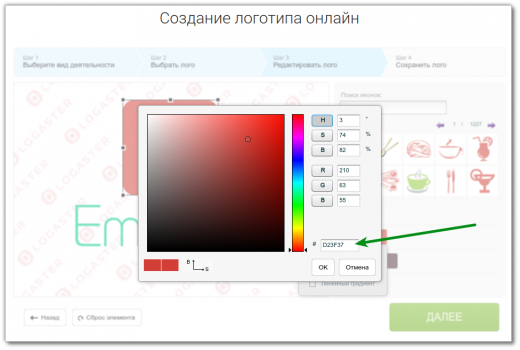 Создание логотипа онлайн
Шаг 1
Выберите вид деятельности
Шаг 2
Выбрать лого
Шаг 3
Редактировать лого
Шаг 4
Сохранить лого
LOGASTER
Поиск иконок:
1 / 1227
H 3 °
S 74 %
B 82 %
R 210
G 63
B 55
# D23F37
B
S
OK Отмена
Em
Линейный градиент
Назад
Сброс элемента
ДАЛЕЕ